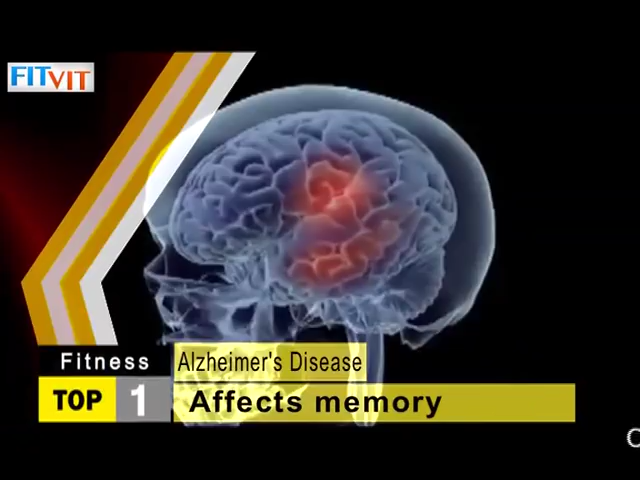 FITVIT
Fitness
Alzheimer's Disease
TOP 1
Affects memory